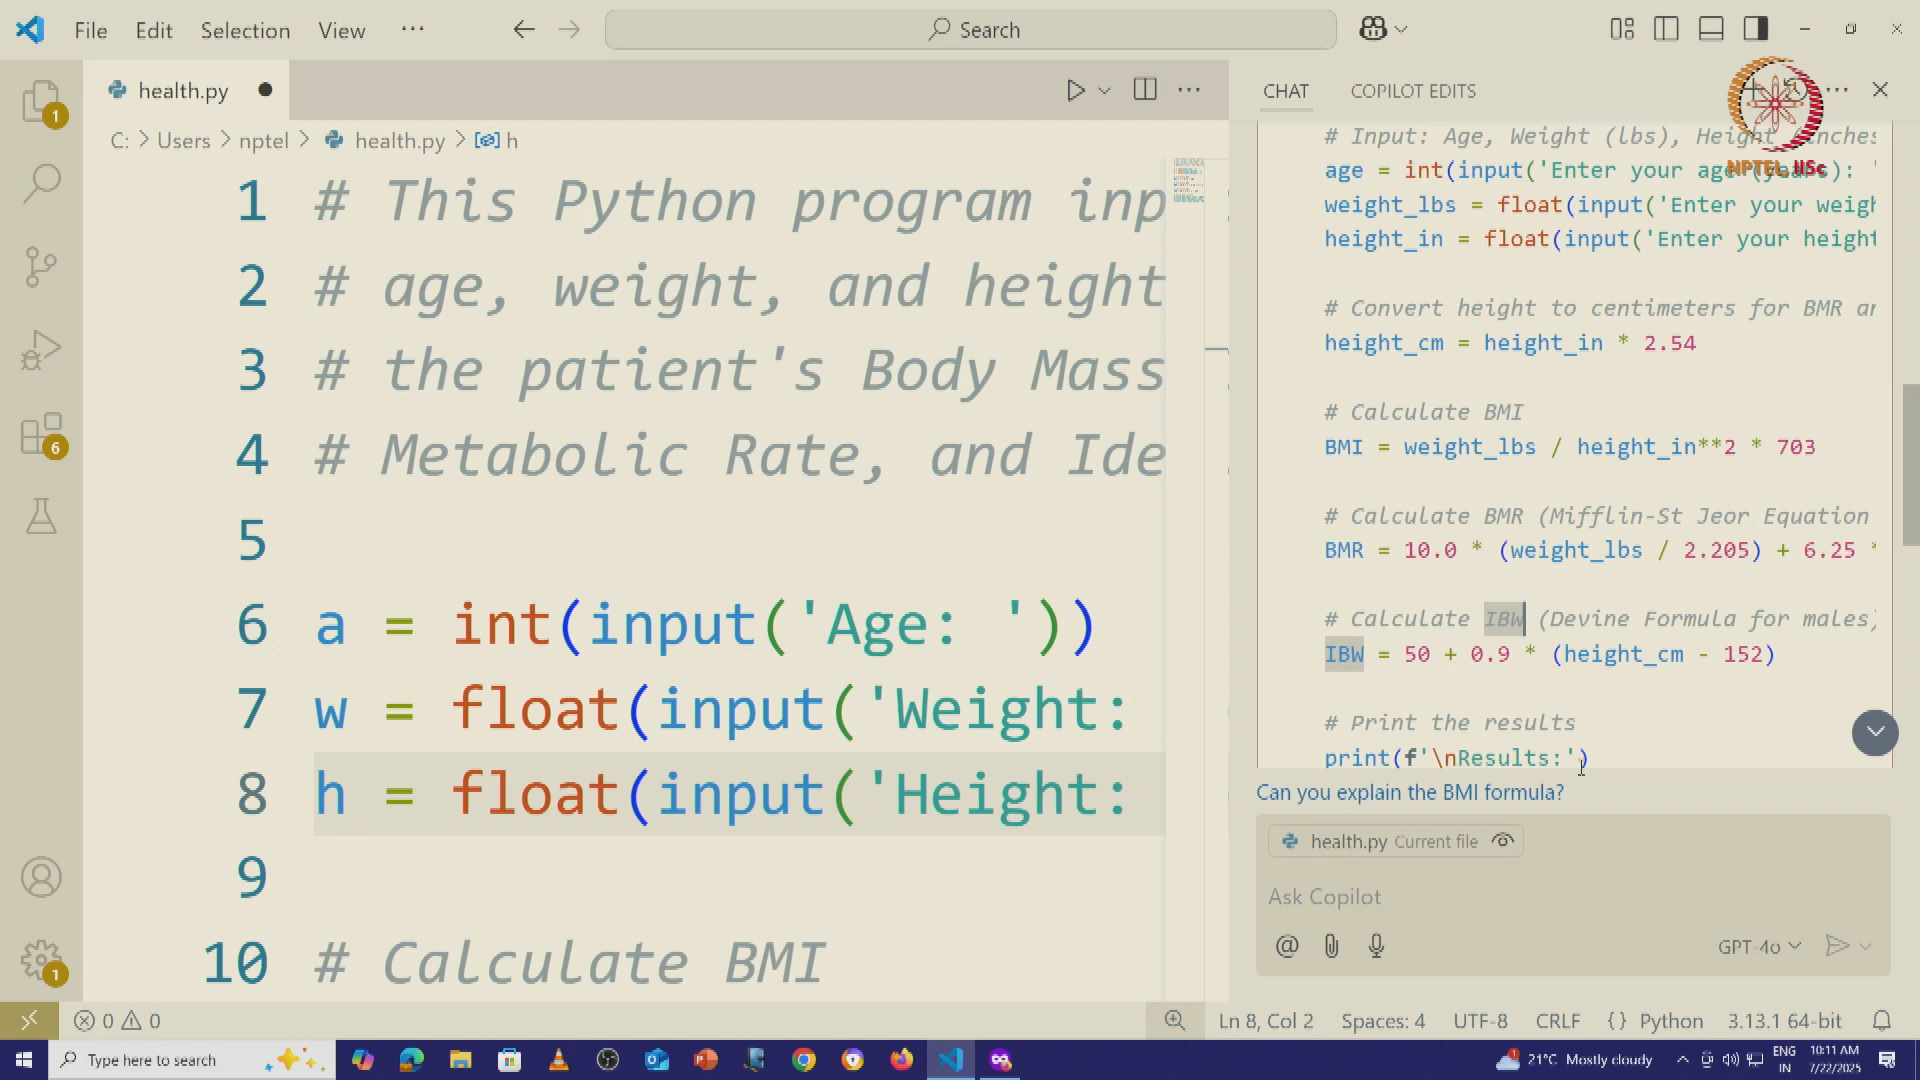 File Edit Selection View ··· Search
health.py
CHAT COPILOT EDITS
C: > Users > nptel > health.py > h
NPTEL, IISc
1 # This Python program inp
2 # age, weight, and height
3 # the patient's Body Mass
4 # Metabolic Rate, and Ide
5
6 a = int(input('Age: '))
7 w = float(input('Weight:
8 h = float(input('Height:
9
10 # Calculate BMI
# Input: Age, Weight (lbs), Height
age = int(input('Enter your age (years): '
weight_lbs = float(input('Enter your weigh
height_in = float(input('Enter your height
# Convert height to centimeters for BMR an
height_cm = height_in * 2.54
# Calculate BMI
BMI = weight_lbs / height_in**2 * 703
# Calculate BMR (Mifflin-St Jeor Equation
BMR = 10.0 * (weight_lbs / 2.205) + 6.25 *
# Calculate IBW (Devine Formula for males)
IBW = 50 + 0.9 * (height_cm - 152)
# Print the results
print(f'\nResults:')
Can you explain the BMI formula?
health.py Current file
Ask Copilot
GPT-4o
1
6
1
0 0
Ln 8, Col 2 Spaces: 4 UTF-8 CRLF {} Python 3.13.1 64-bit
Type here to search
21°C Mostly cloudy
ENG
IN
10:11 AM
7/22/2025